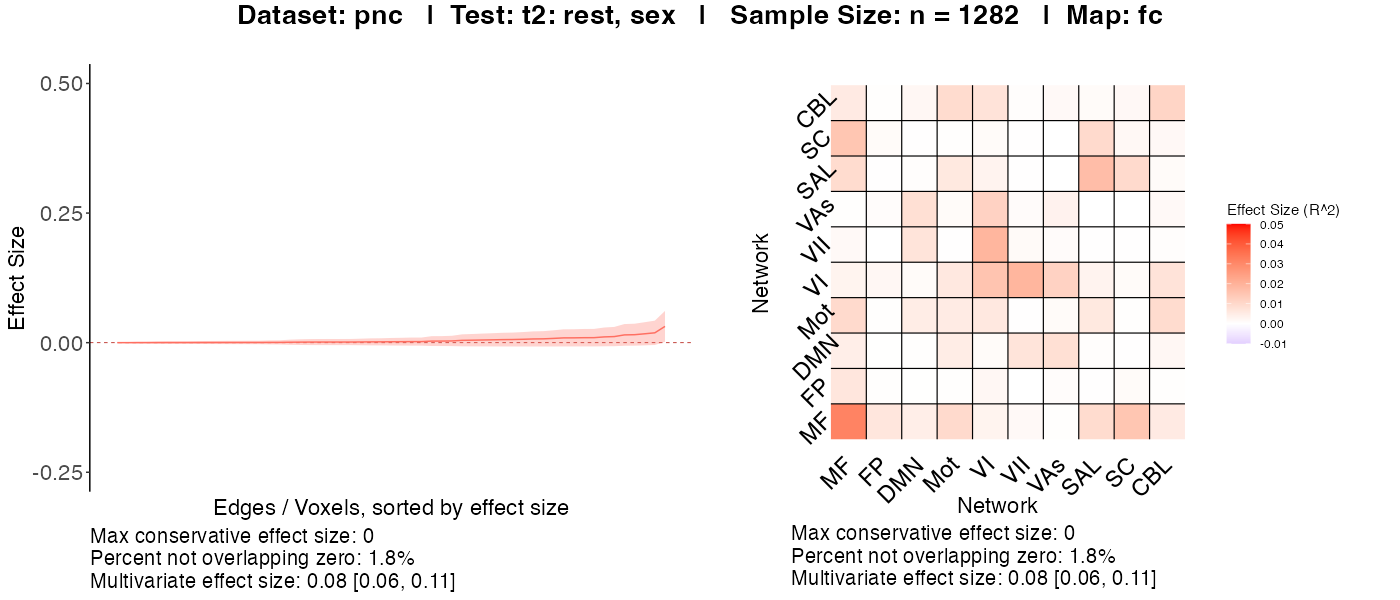 Dataset: pnc | Test: t2: rest, sex | Sample Size: n = 1282 | Map: fc
0.50
0.25
0.00
-0.25
Effect Size
Edges / Voxels, sorted by effect size
Max conservative effect size: 0
Percent not overlapping zero: 1.8%
Multivariate effect size: 0.08 [0.06, 0.11]
Network
CBL
SC
SAL
VAs
VII
VI
Mot
DMN
FP
MF
MF
FP
DMN
Mot
VI
VII
VAs
SAL
SC
CBL
Network
Max conservative effect size: 0
Percent not overlapping zero: 1.8%
Multivariate effect size: 0.08 [0.06, 0.11]
Effect Size (R^2)
0.05
0.04
0.03
0.02
0.01
0.00
-0.01